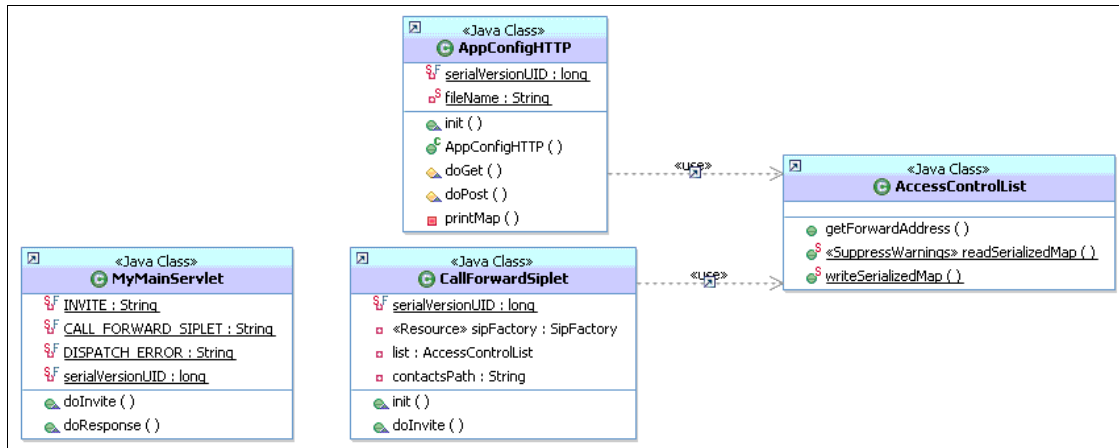 «Java Class»
AppConfigHTTP
serialVersionUID : long
fileName : String
init ( )
AppConfigHTTP ( )
doGet ( )
doPost ( )
printMap ( )
«use»
«Java Class»
AccessControlList
getForwardAddress ( )
«SuppressWarnings» readSerializedMap ( )
writeSerializedMap ( )
«Java Class»
MyMainServlet
INVITE : String
CALL_FORWARD_SIPLET : String
DISPATCH_ERROR : String
serialVersionUID : long
doInvite ( )
doResponse ( )
«Java Class»
CallForwardSiplet
serialVersionUID : long
«Resource» sipFactory : SipFactory
list : AccessControlList
contactsPath : String
init ( )
doInvite ( )
«use»